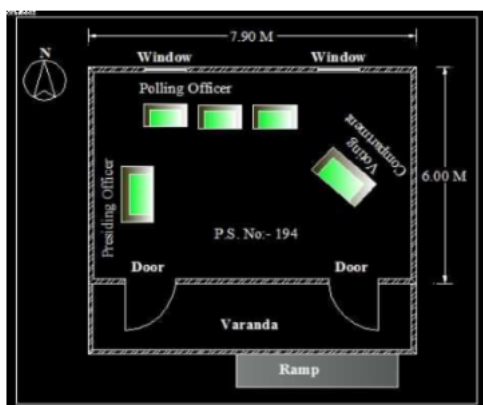 7.90 M
N
Window
Window
Polling Officer
Voting
Compartment
6.00 M
Presiding Officer
P.S. No:- 194
Door
Door
Varanda
Ramp